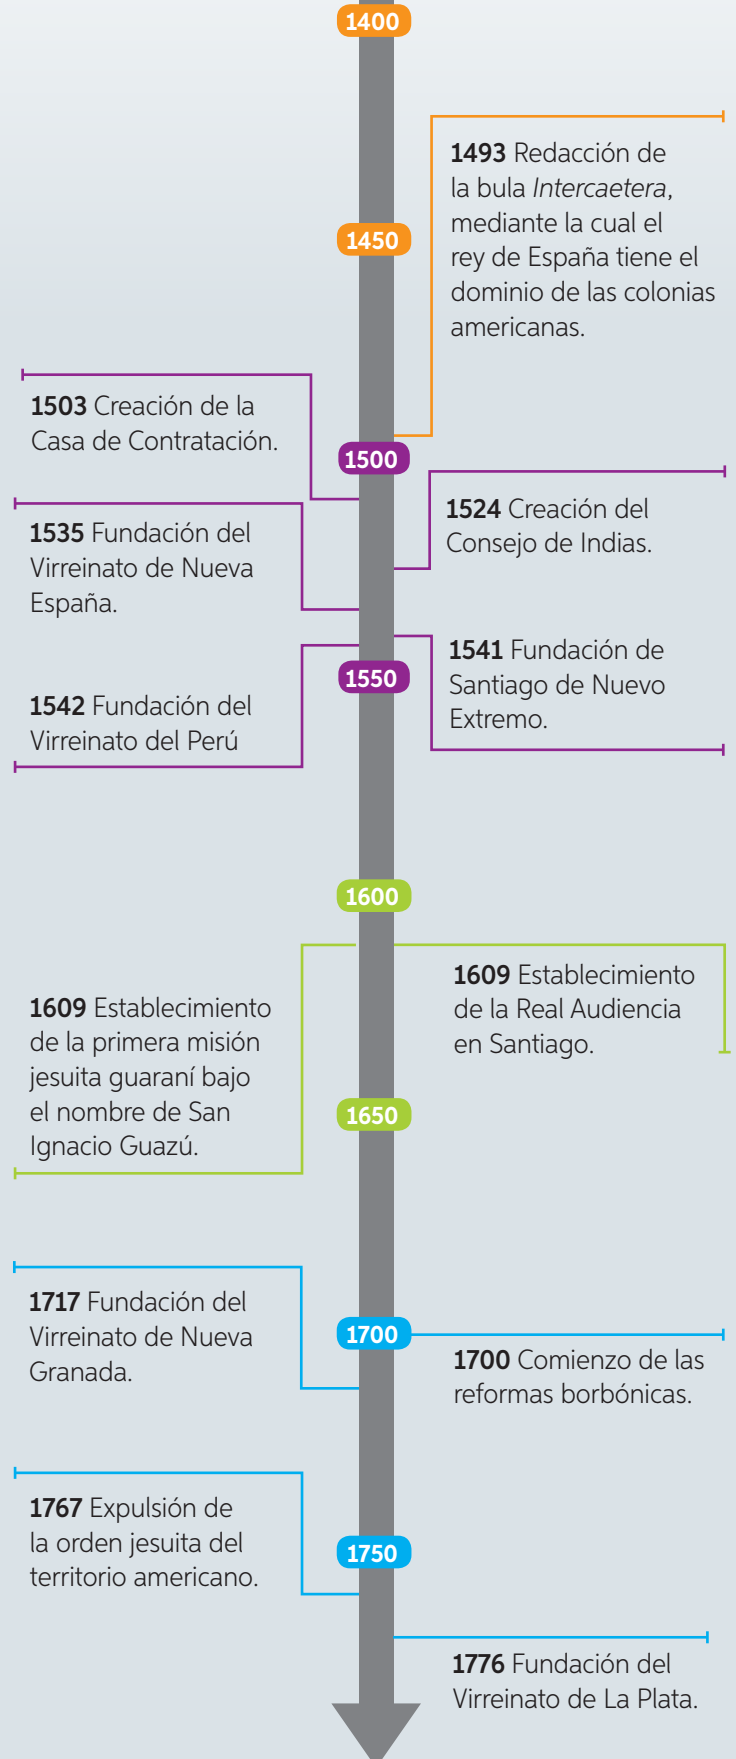 1400
1493 Redacción de
la bula Intercaetera,
mediante la cual el
rey de España tiene el
dominio de las colonias
americanas.
1450
1503 Creación de la
Casa de Contratación.
1500
1524 Creación del
Consejo de Indias.
1535 Fundación del
Virreinato de Nueva
España.
1541 Fundación de
Santiago de Nuevo
Extremo.
1550
1542 Fundación del
Virreinato del Perú
1600
1609 Establecimiento
de la Real Audiencia
en Santiago.
1609 Establecimiento
de la primera misión
jesuita guaraní bajo
el nombre de San
Ignacio Guazú.
1650
1717 Fundación del
Virreinato de Nueva
Granada.
1700
1700 Comienzo de las
reformas borbónicas.
1767 Expulsión de
la orden jesuita del
territorio americano.
1750
1776 Fundación del
Virreinato de La Plata.